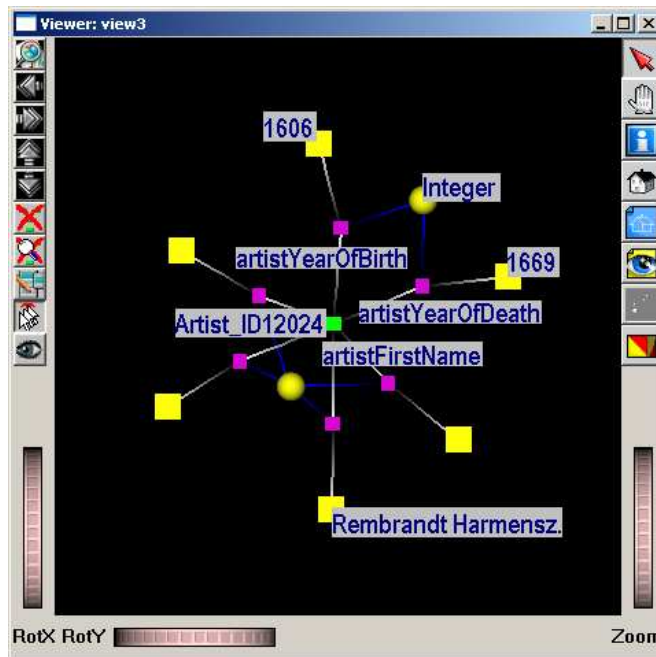 Viewer: view3
1606
Integer
artistYearOfBirth
1669
Artist_ID12024
artistYearOfDeath
artistFirstName
Rembrandt Harmensz.
RotX RotY
Zoom